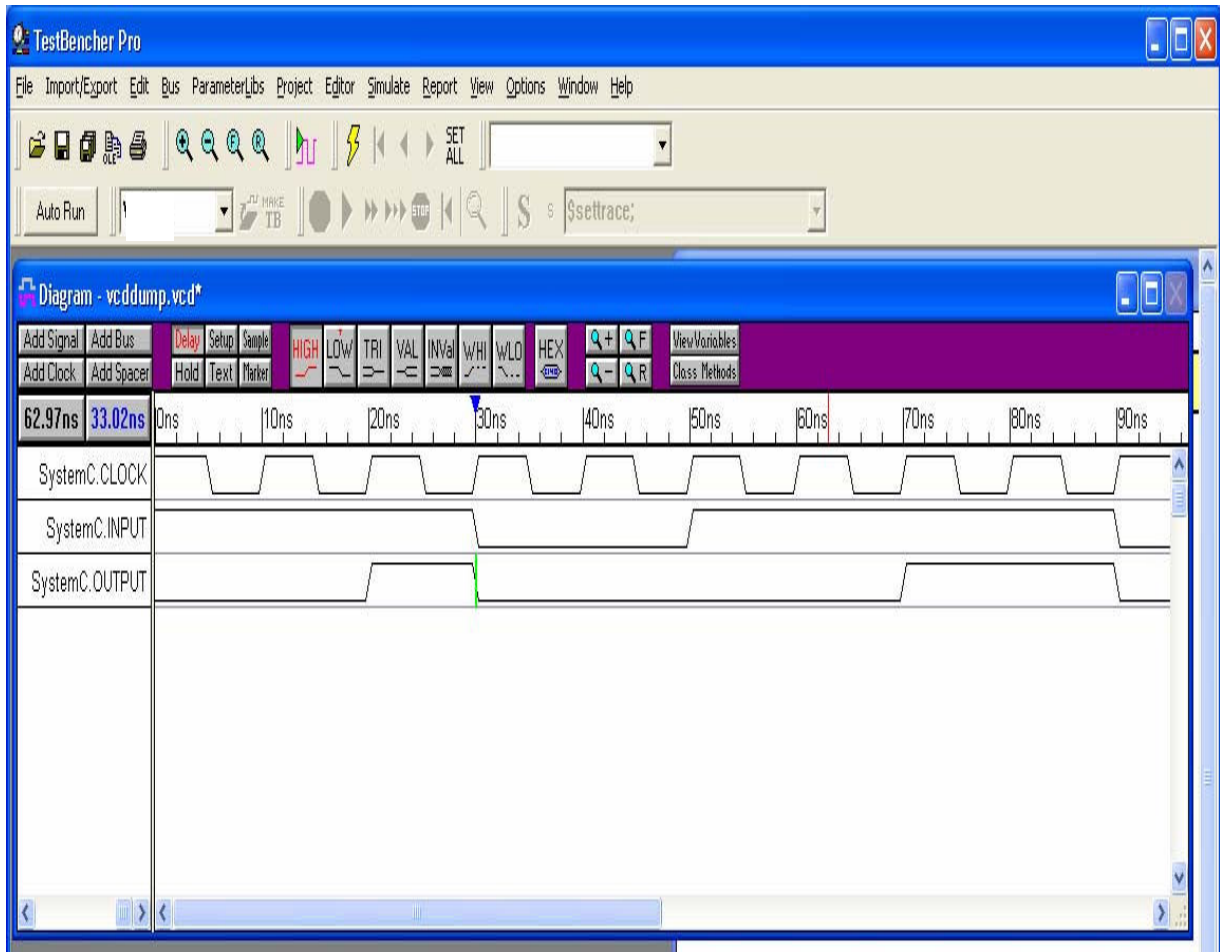 TestBencher Pro
File Import/Export Edit Bus ParameterLibs Project Editor Simulate Report View Options Window Help
OLE SET ALL
Auto Run MAKE TB STOP S s $settrace;
Diagram - vcddump.vcd*
Add Signal Add Bus Delay Setup Sample HIGH LOW TRI VAL INVal WHI WLO HEX + F ViewVariables
Add Clock Add Spacer Hold Text Marker - R Class Methods
62.97ns 33.02ns 0ns 10ns 20ns 30ns 40ns 50ns 60ns 70ns 80ns 90ns
SystemC.CLOCK
SystemC.INPUT
SystemC.OUTPUT